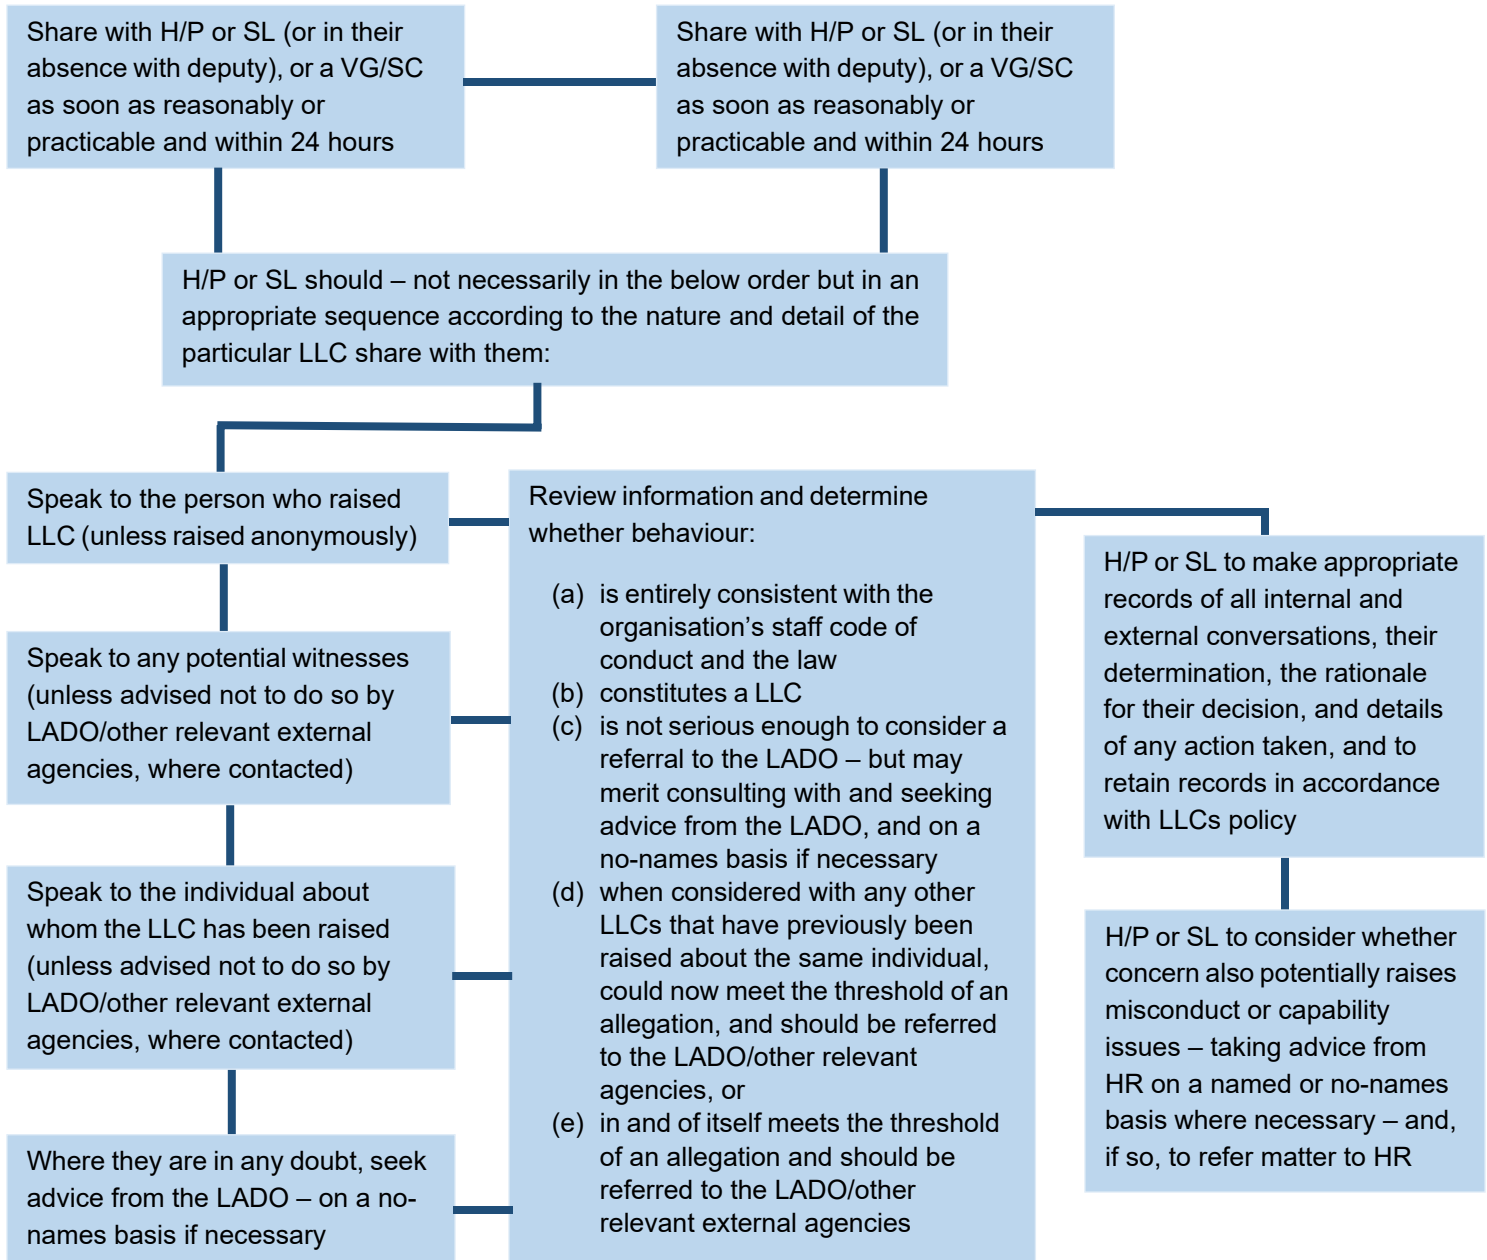 Share with H/P or SL (or in their
absence with deputy), or a VG/SC
as soon as reasonably or
practicable and within 24 hours
Share with H/P or SL (or in their
absence with deputy), or a VG/SC
as soon as reasonably or
practicable and within 24 hours
H/P or SL should – not necessarily in the below order but in an
appropriate sequence according to the nature and detail of the
particular LLC share with them:
Speak to the person who raised
LLC (unless raised anonymously)
Speak to any potential witnesses
(unless advised not to do so by
LADO/other relevant external
agencies, where contacted)
Speak to the individual about
whom the LLC has been raised
(unless advised not to do so by
LADO/other relevant external
agencies, where contacted)
Where they are in any doubt, seek
advice from the LADO – on a no-
names basis if necessary
Review information and determine
whether behaviour:
(a) is entirely consistent with the
organisation’s staff code of
conduct and the law
(b) constitutes a LLC
(c) is not serious enough to consider a
referral to the LADO – but may
merit consulting with and seeking
advice from the LADO, and on a
no-names basis if necessary
(d) when considered with any other
LLCs that have previously been
raised about the same individual,
could now meet the threshold of an
allegation, and should be referred
to the LADO/other relevant
agencies, or
(e) in and of itself meets the threshold
of an allegation and should be
referred to the LADO/other
relevant external agencies
H/P or SL to make appropriate
records of all internal and
external conversations, their
determination, the rationale
for their decision, and details
of any action taken, and to
retain records in accordance
with LLCs policy
H/P or SL to consider whether
concern also potentially raises
misconduct or capability
issues – taking advice from
HR on a named or no-names
basis where necessary – and,
if so, to refer matter to HR